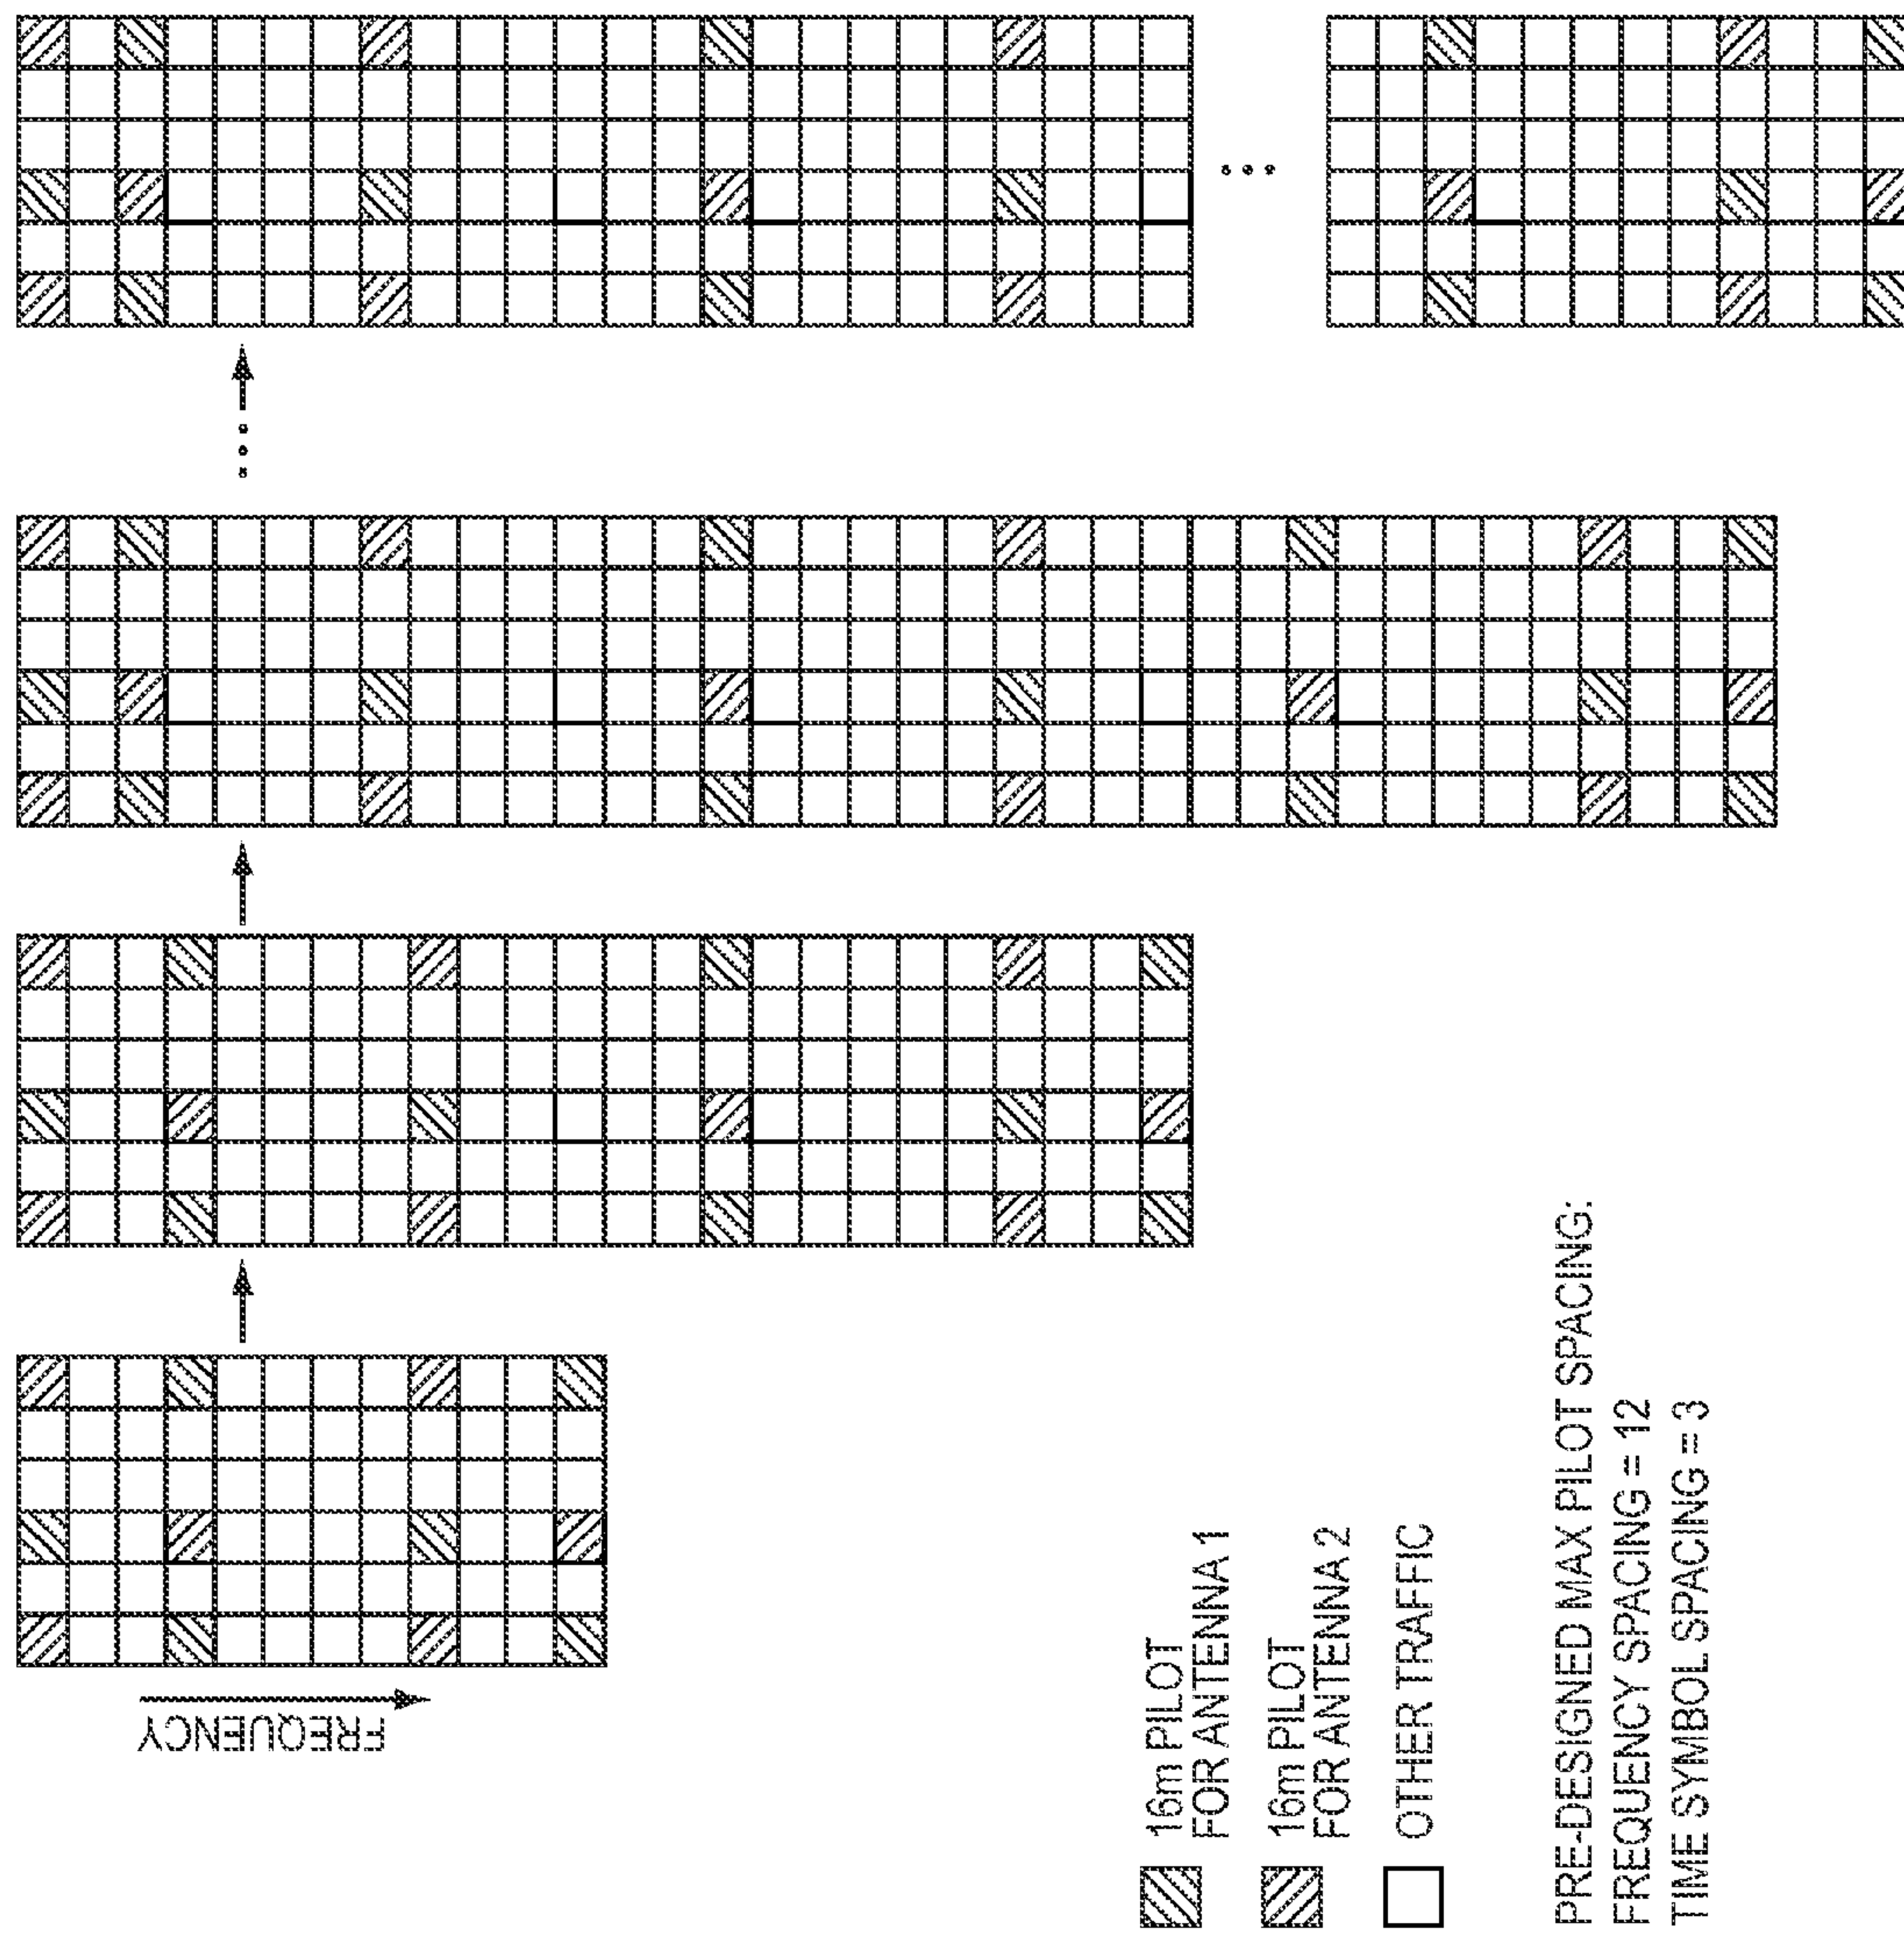 FREQUENCY
16m PILOT
FOR ANTENNA 1
16m PILOT
FOR ANTENNA 2
OTHER TRAFFIC
PRE-DESIGNED MAX PILOT SPACING:
FREQUENCY SPACING = 12
TIME SYMBOL SPACING = 3